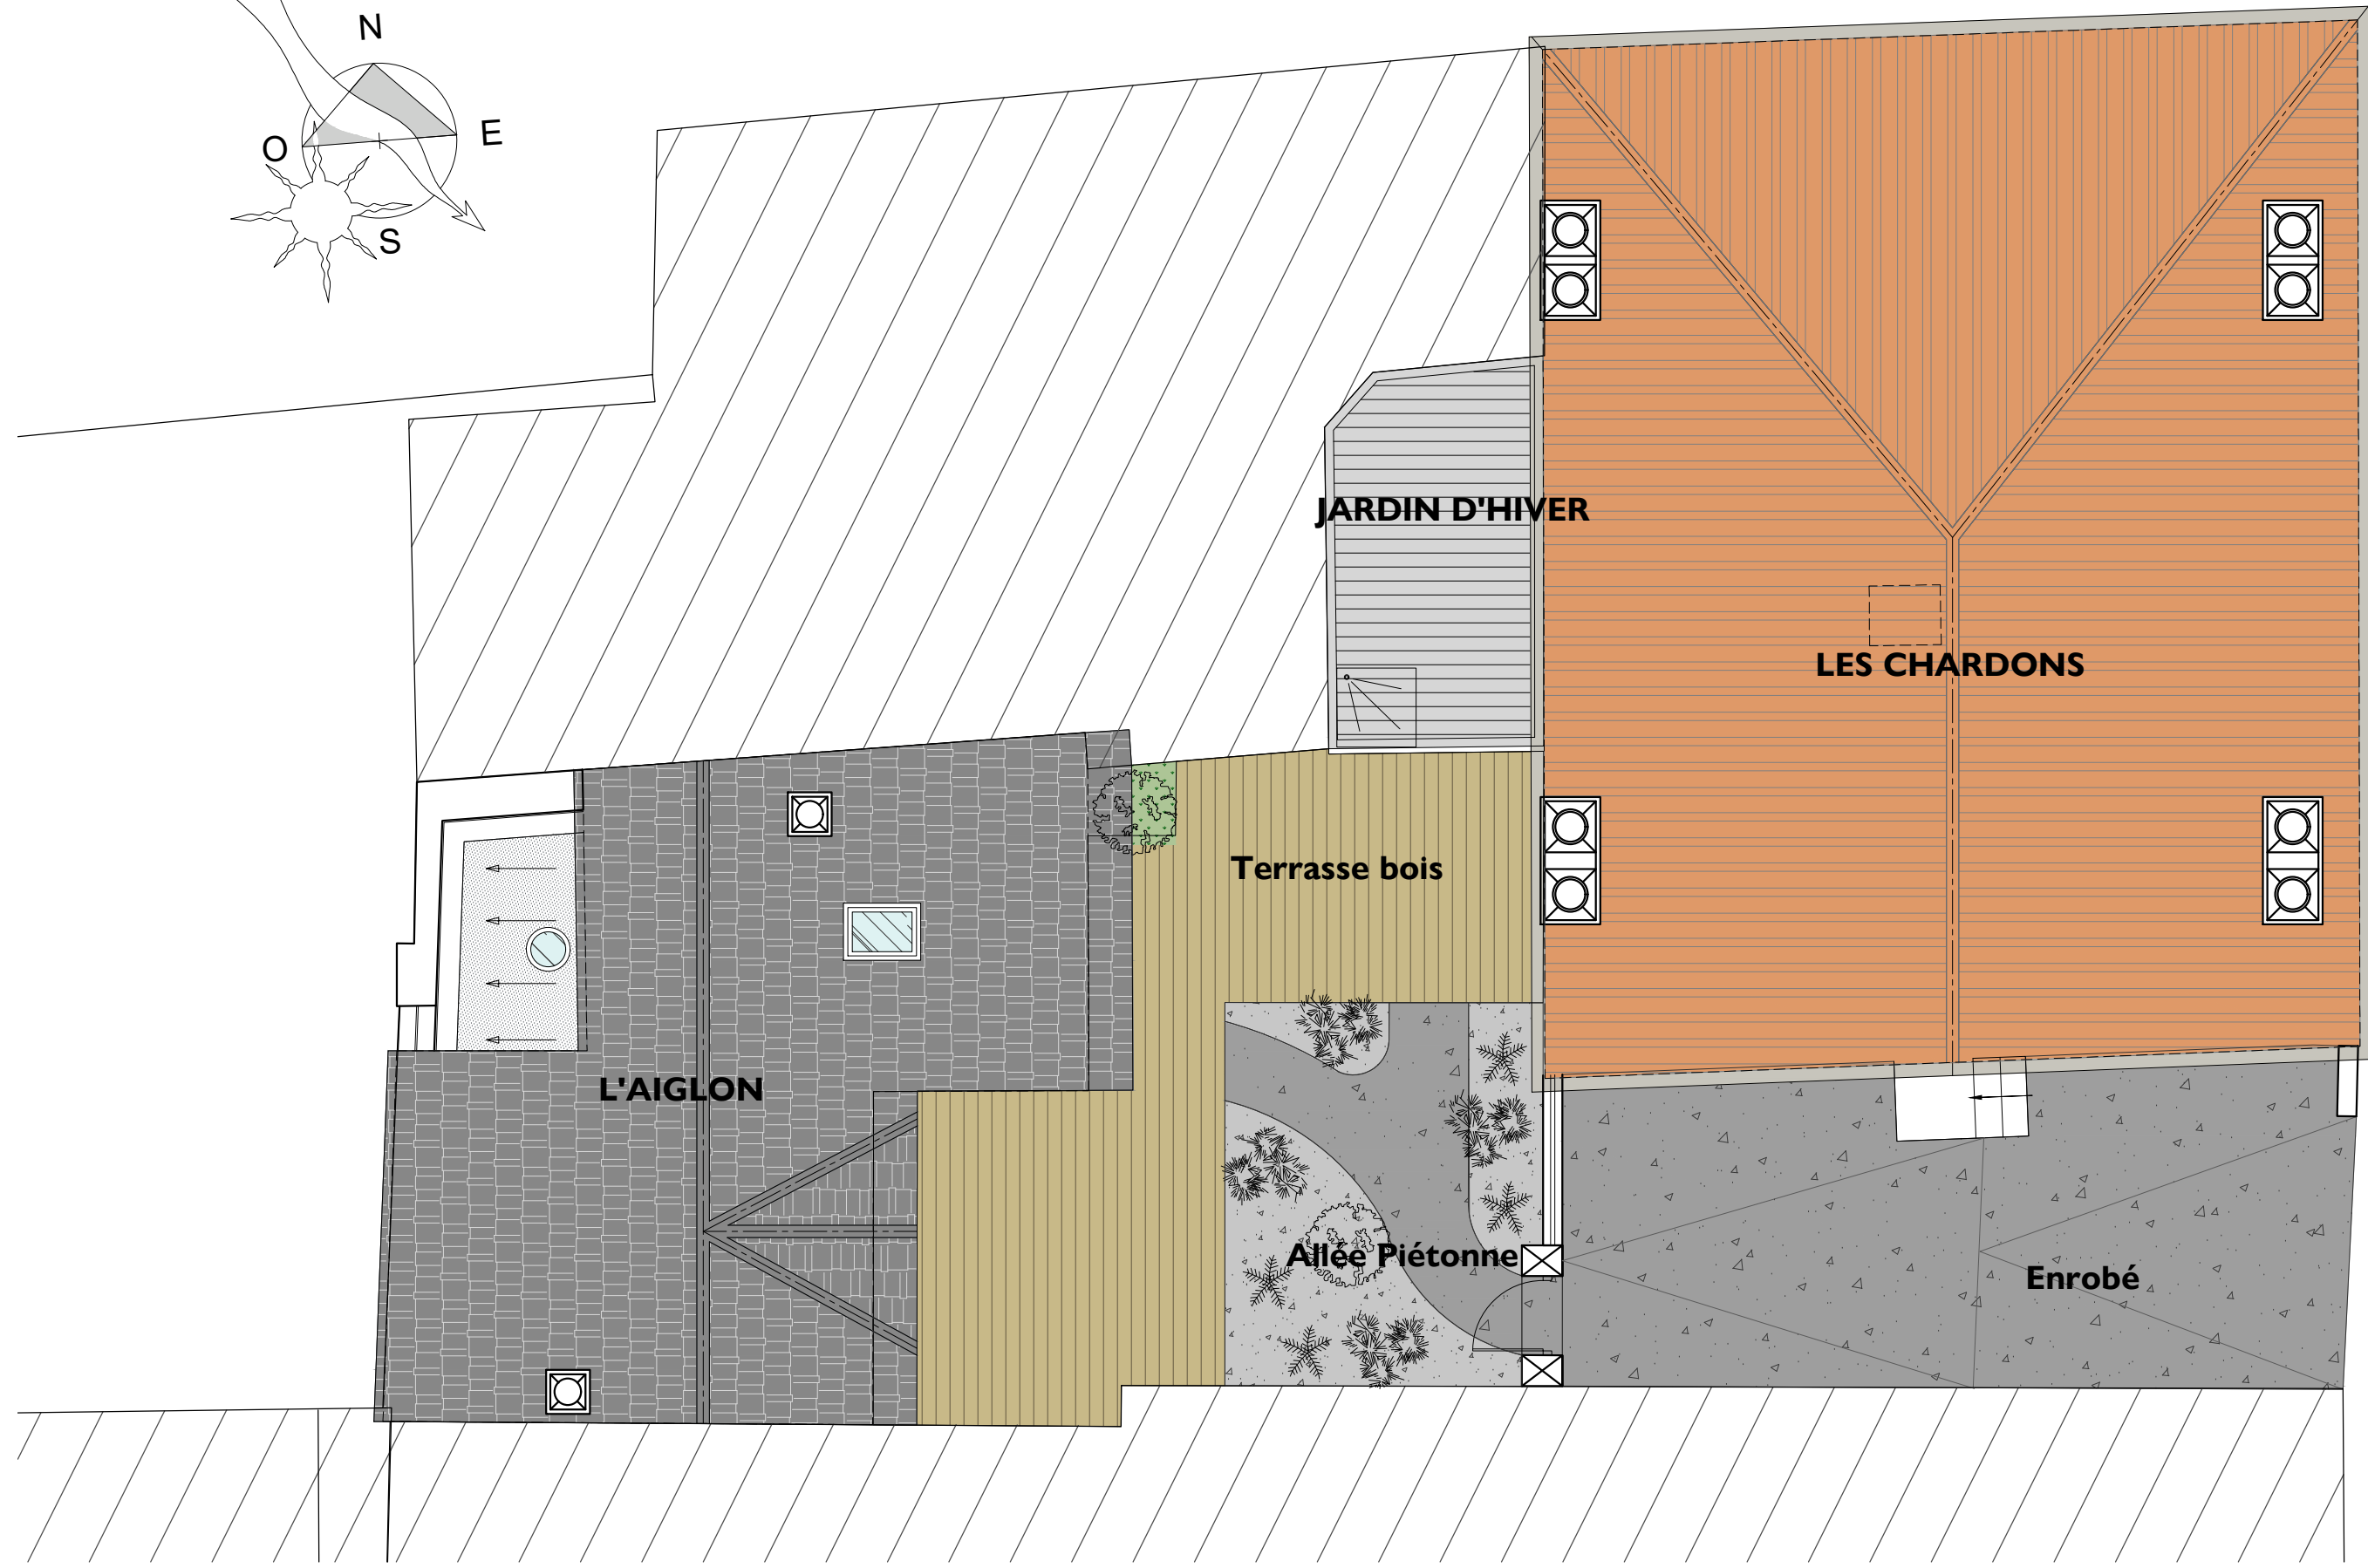 N
O
E
S
JARDIN D'HIVER
LES CHARDONS
Terrasse bois
L'AIGLON
Allée Piétonne
Enrobé